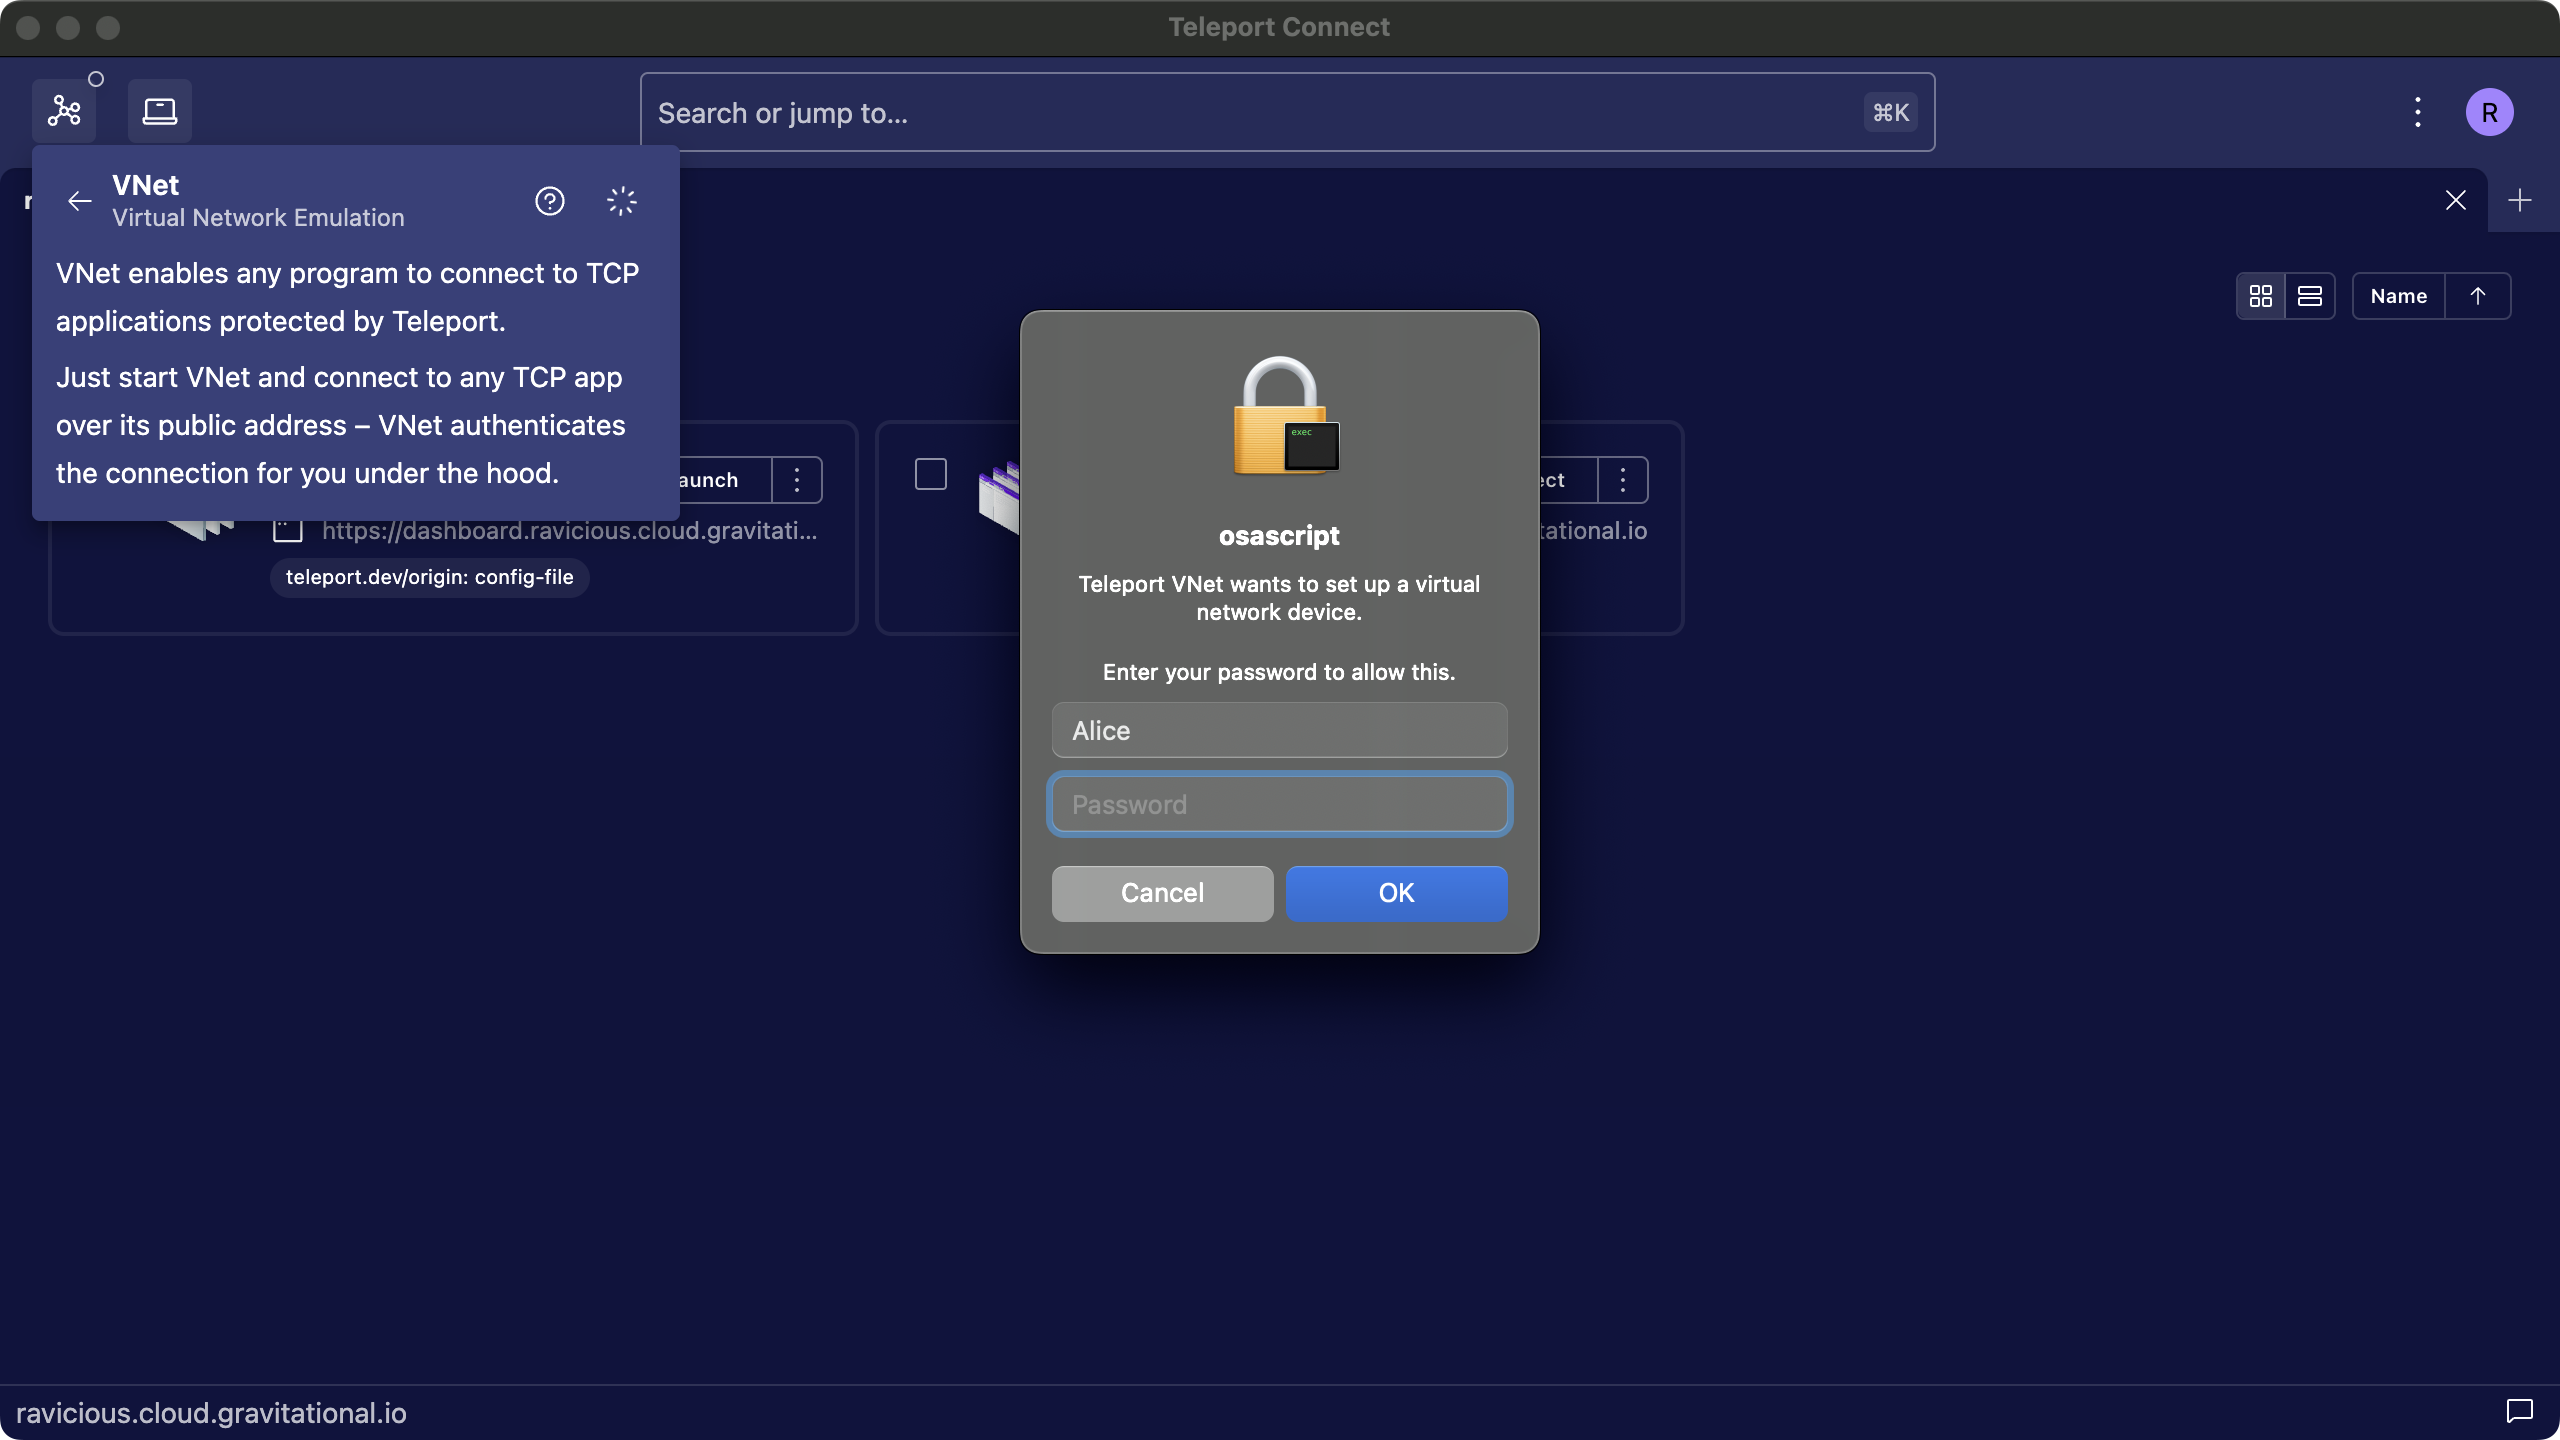 Teleport Connect
Search or jump to...
⌘K
R
VNet
Virtual Network Emulation
VNet enables any program to connect to TCP
applications protected by Teleport.
Just start VNet and connect to any TCP app
over its public address – VNet authenticates
the connection for you under the hood.
Name
https://dashboard.ravicious.cloud.gravitati...
teleport.dev/origin: config-file
exec
osascript
Teleport VNet wants to set up a virtual
network device.
Enter your password to allow this.
Alice
Password
Cancel
OK
ravicious.cloud.gravitational.io